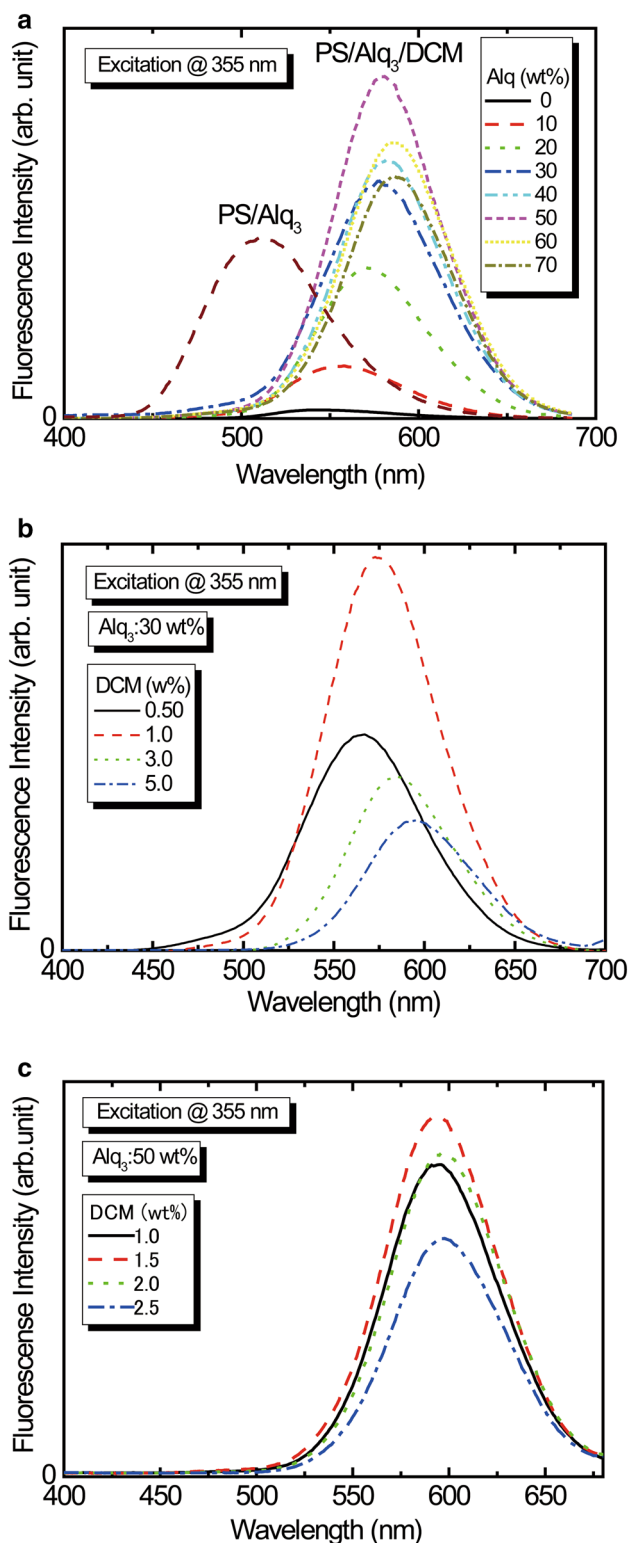 a
Fluorescence Intensity (arb. unit)
Excitation @ 355 nm
PS/Alq3/DCM
PS/Alq3
Alq (wt%)
0
10
20
30
40
50
60
70
0
400 500 600 700
Wavelength (nm)
b
Fluorescence Intensity (arb. unit)
Excitation @ 355 nm
Alq3:30 wt%
DCM (w%)
0.50
1.0
3.0
5.0
0
400 450 500 550 600 650 700
Wavelength (nm)
c
Fluorescense Intensity (arb.unit)
Excitation @ 355 nm
Alq3:50 wt%
DCM (wt%)
1.0
1.5
2.0
2.5
0
400 450 500 550 600 650
Wavelength (nm)